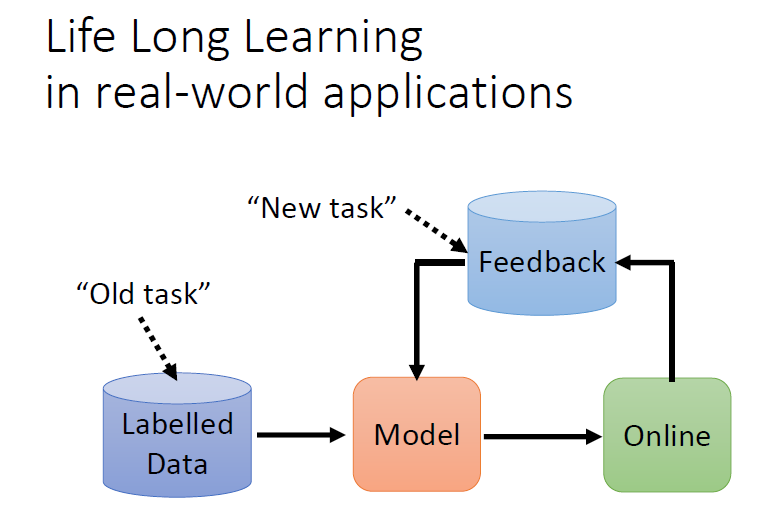 Life Long Learning
in real-world applications
“New task”
Feedback
“Old task”
Labelled
Data
Model
Online